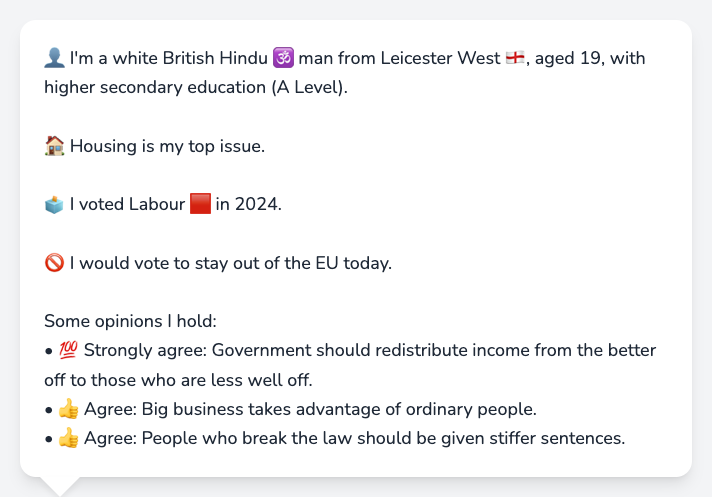 👤 I'm a white British Hindu 🕉️ man from Leicester West 🏴󠁧󠁢󠁥󠁮󠁧󠁿, aged 19, with
higher secondary education (A Level).
🏠 Housing is my top issue.
🗳️ I voted Labour 🟥 in 2024.
🚫 I would vote to stay out of the EU today.
Some opinions I hold:
• 💯 Strongly agree: Government should redistribute income from the better
off to those who are less well off.
• 👍 Agree: Big business takes advantage of ordinary people.
• 👍 Agree: People who break the law should be given stiffer sentences.